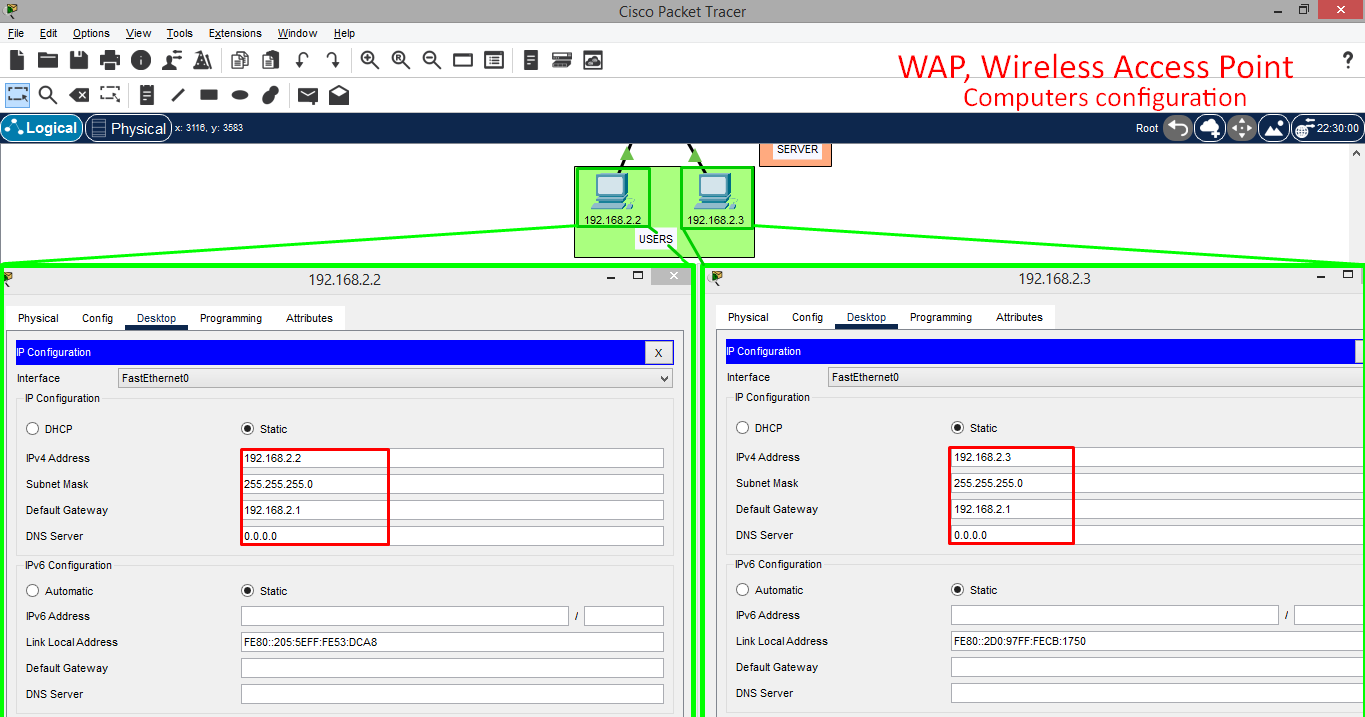 Cisco Packet Tracer
File Edit Options View Tools Extensions Window Help
WAP, Wireless Access Point
Computers configuration
Logical Physical x: 3116, y: 3583 Root 22:30:00
SERVER
192.168.2.2 192.168.2.3
USERS
192.168.2.2
Physical Config Desktop Programming Attributes
IP Configuration X
Interface FastEthernet0
IP Configuration
DHCP Static
IPv4 Address 192.168.2.2
Subnet Mask 255.255.255.0
Default Gateway 192.168.2.1
DNS Server 0.0.0.0
IPv6 Configuration
Automatic Static
IPv6 Address /
Link Local Address FE80::205:5EFF:FE53:DCA8
Default Gateway
DNS Server
192.168.2.3
Physical Config Desktop Programming Attributes
IP Configuration
Interface FastEthernet0
IP Configuration
DHCP Static
IPv4 Address 192.168.2.3
Subnet Mask 255.255.255.0
Default Gateway 192.168.2.1
DNS Server 0.0.0.0
IPv6 Configuration
Automatic Static
IPv6 Address /
Link Local Address FE80::2D0:97FF:FECB:1750
Default Gateway
DNS Server